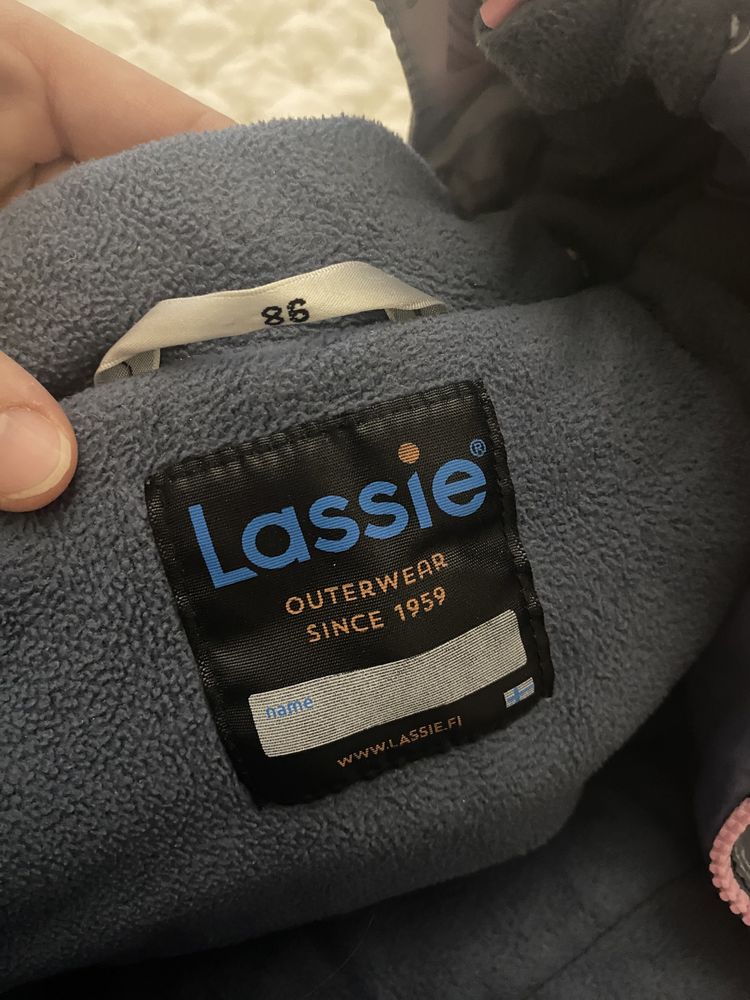 86
Lassie®
OUTERWEAR
SINCE 1959
name
WWW.LASSIE.FI